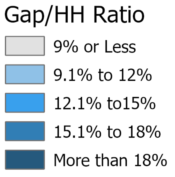 Gap/HH Ratio
9% or Less
9.1% to 12%
12.1% to15%
15.1% to 18%
More than 18%